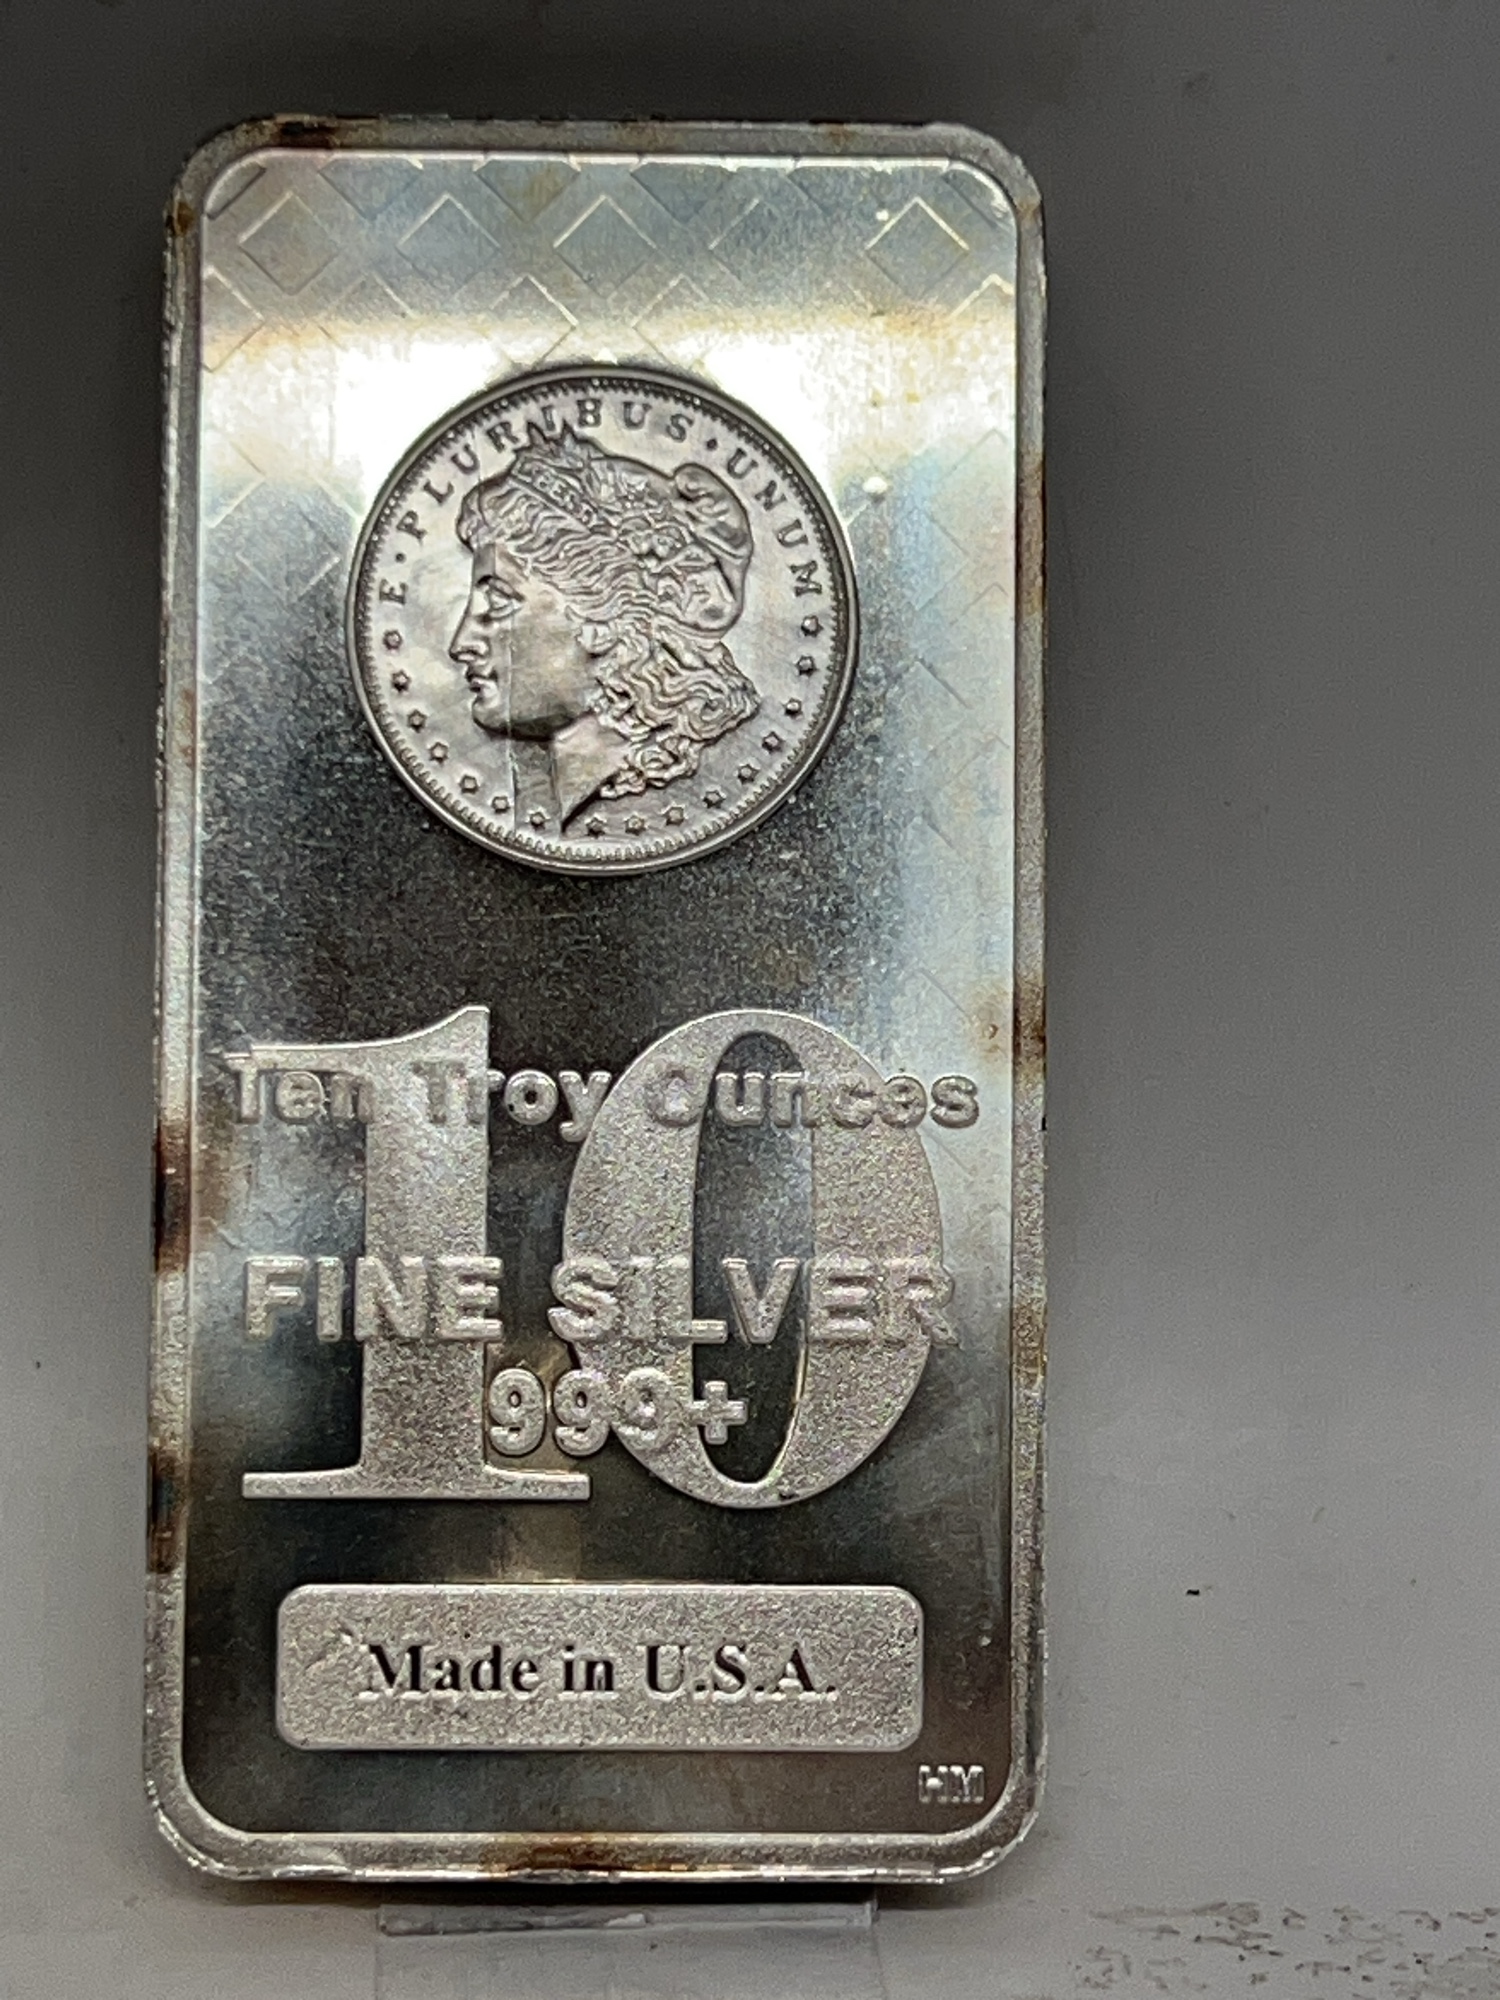 E·PLURIBUS·UNUM
10
Ten Troy Ounces
FINE SILVER
999+
Made in U.S.A.
HM